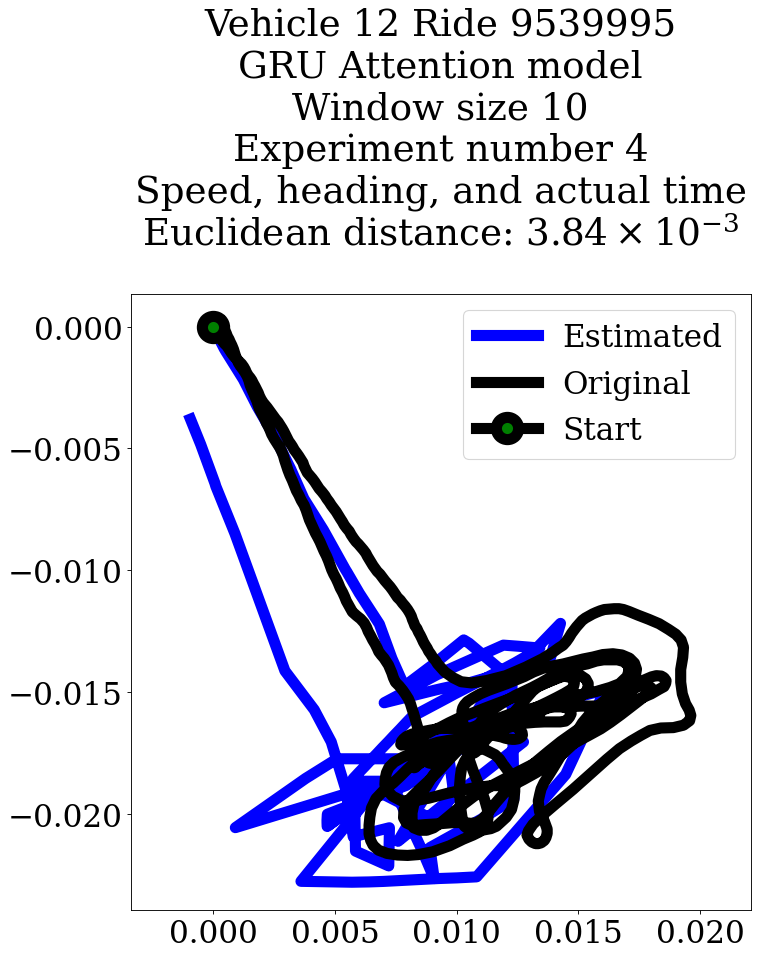 Vehicle 12 Ride 9539995
GRU Attention model
Window size 10
Experiment number 4
Speed, heading, and actual time
Euclidean distance: 3.84 × 10⁻³
Estimated
Original
Start
0.000
−0.005
−0.010
−0.015
−0.020
0.000 0.005 0.010 0.015 0.020